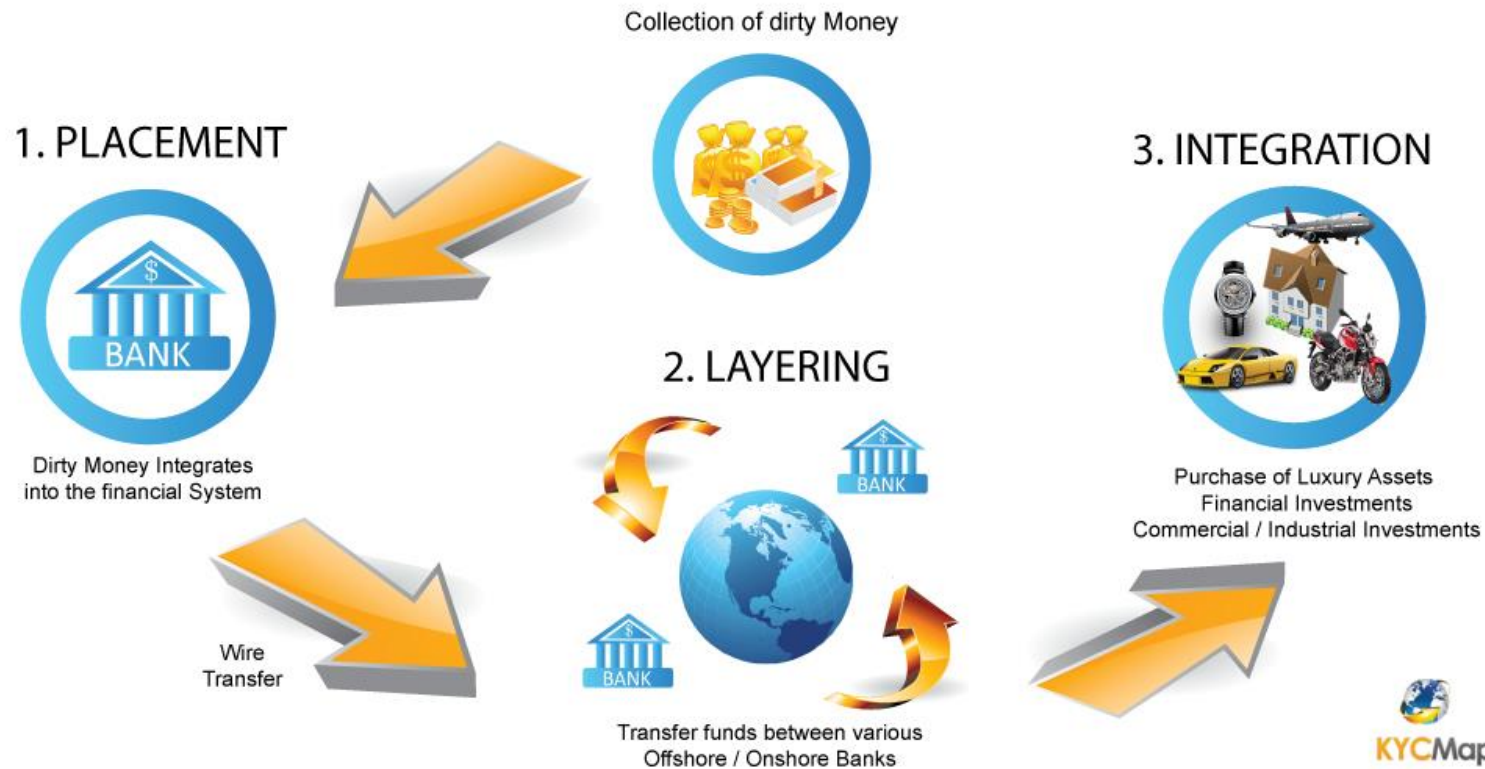 Collection of dirty Money
1. PLACEMENT
$
BANK
Dirty Money Integrates
into the financial System
Wire
Transfer
2. LAYERING
$
BANK
$
BANK
Transfer funds between various
Offshore / Onshore Banks
3. INTEGRATION
Purchase of Luxury Assets
Financial Investments
Commercial / Industrial Investments
KYCMap